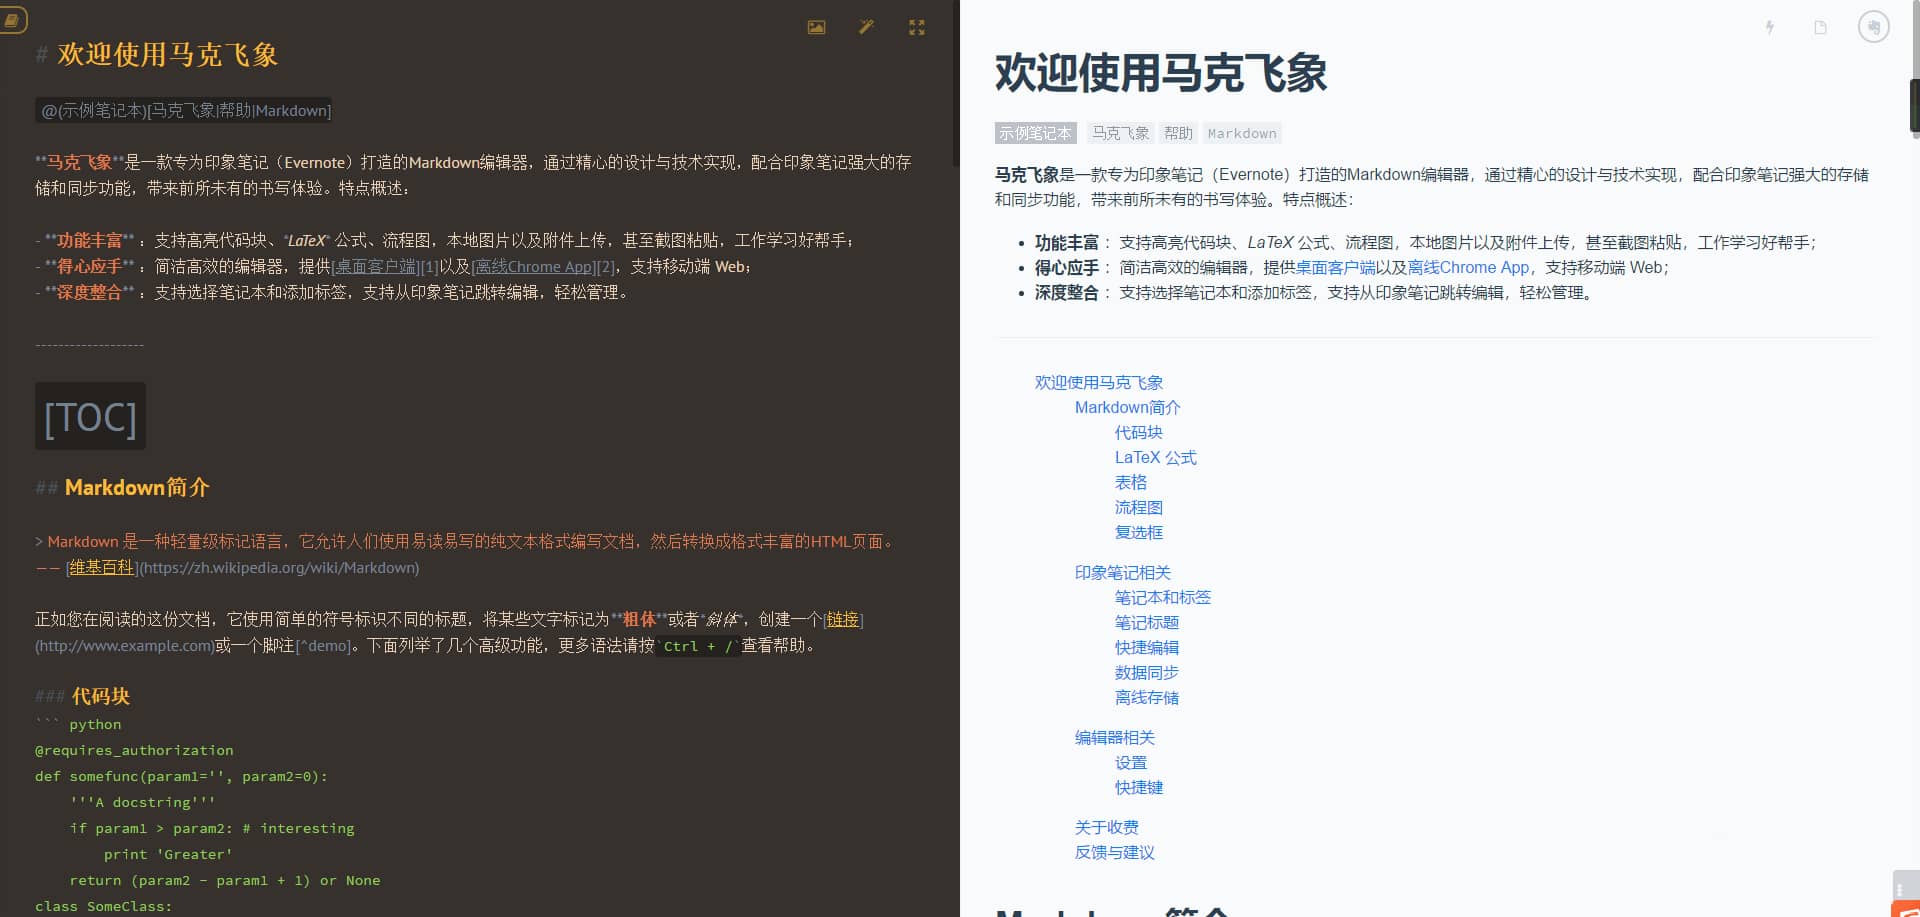 # 欢迎使用马克飞象
@(示例笔记本)[马克飞象|帮助|Markdown]
**马克飞象**是一款专为印象笔记（Evernote）打造的Markdown编辑器，通过精心的设计与技术实现，配合印象笔记强大的存
储和同步功能，带来前所未有的书写体验。特点概述：
- **功能丰富** ：支持高亮代码块、*LaTeX* 公式、流程图，本地图片以及附件上传，甚至截图粘贴，工作学习好帮手；
- **得心应手** ：简洁高效的编辑器，提供[桌面客户端][1]以及[离线Chrome App][2]，支持移动端 Web；
- **深度整合** ：支持选择笔记本和添加标签，支持从印象笔记跳转编辑，轻松管理。
-------------------
[TOC]
## Markdown简介
> Markdown 是一种轻量级标记语言，它允许人们使用易读易写的纯文本格式编写文档，然后转换成格式丰富的HTML页面。
—— [维基百科](https://zh.wikipedia.org/wiki/Markdown)
正如您在阅读的这份文档，它使用简单的符号标识不同的标题，将某些文字标记为**粗体**或者*斜体*，创建一个[链接]
(http://www.example.com)或一个脚注[^demo]。下面列举了几个高级功能，更多语法请按`Ctrl + /`查看帮助。
### 代码块
``` python
@requires_authorization
def somefunc(param1='', param2=0):
    '''A docstring'''
    if param1 > param2: # interesting
        print 'Greater'
    return (param2 - param1 + 1) or None
class SomeClass:
欢迎使用马克飞象
示例笔记本 马克飞象 帮助 Markdown
马克飞象是一款专为印象笔记（Evernote）打造的Markdown编辑器，通过精心的设计与技术实现，配合印象笔记强大的存储
和同步功能，带来前所未有的书写体验。特点概述：
• 功能丰富 ：支持高亮代码块、LaTeX 公式、流程图，本地图片以及附件上传，甚至截图粘贴，工作学习好帮手；
• 得心应手 ：简洁高效的编辑器，提供桌面客户端以及离线Chrome App，支持移动端 Web；
• 深度整合 ：支持选择笔记本和添加标签，支持从印象笔记跳转编辑，轻松管理。
欢迎使用马克飞象
Markdown简介
代码块
LaTeX 公式
表格
流程图
复选框
印象笔记相关
笔记本和标签
笔记标题
快捷编辑
数据同步
离线存储
编辑器相关
设置
快捷键
关于收费
反馈与建议
Markdown简介